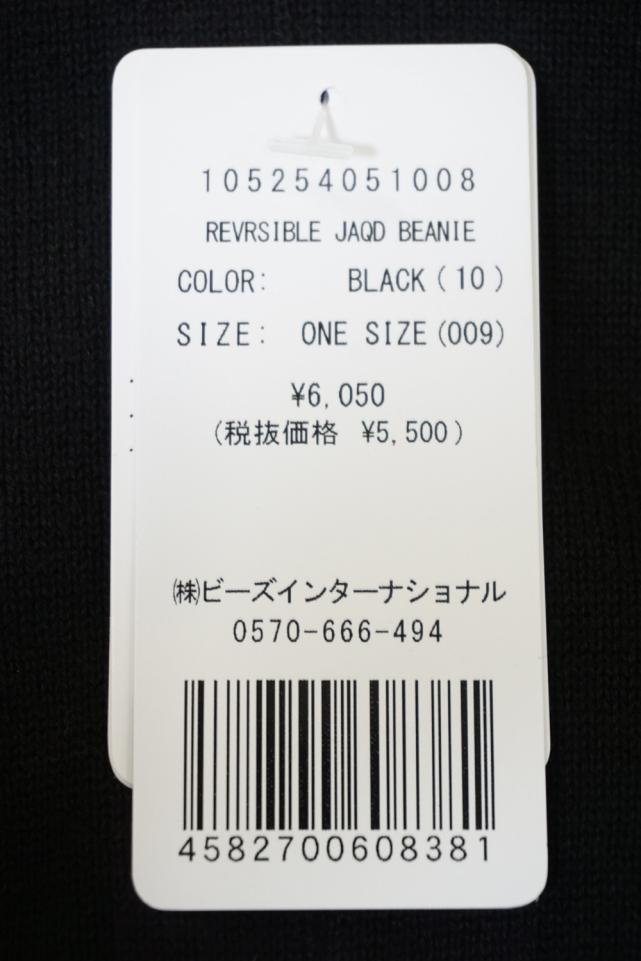 105254051008
REVRSIBLE JAQD BEANIE
COLOR: BLACK(10)
SIZE: ONE SIZE(009)
¥6,050
(税抜価格 ¥5,500)
㈱ビーズインターナショナル
0570-666-494
4582700608381